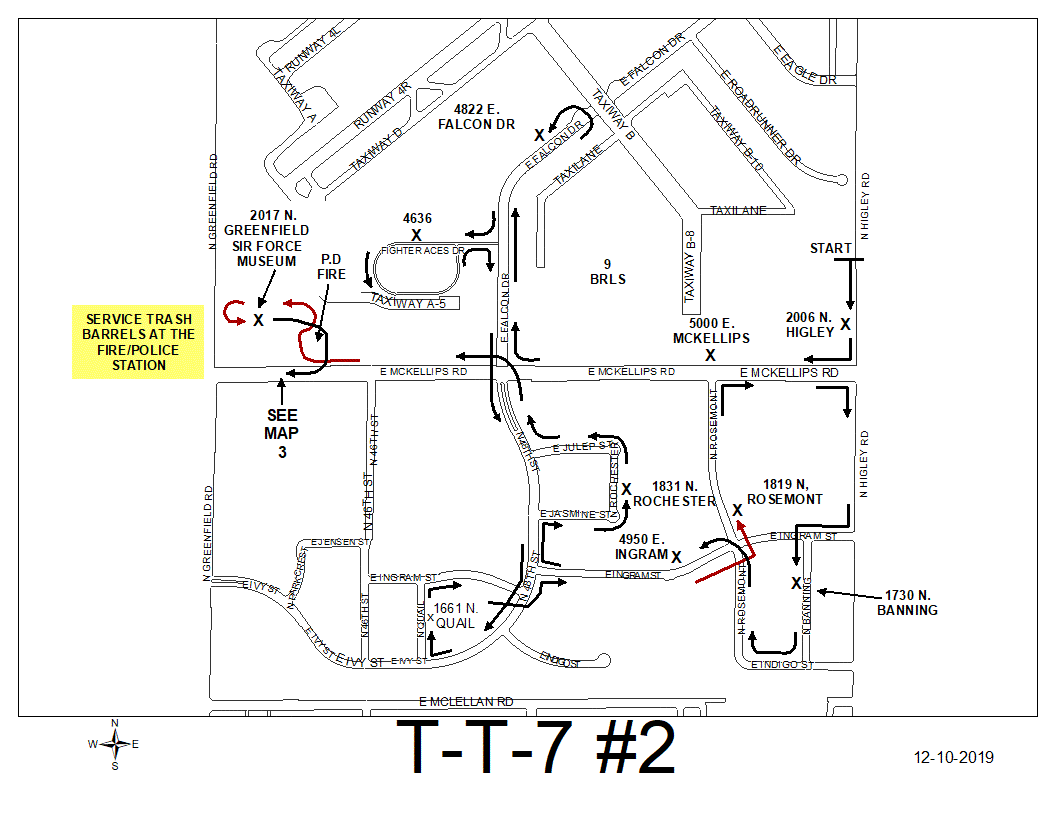 RUNWAY 4L
TAXIWAY A
RUNWAY 4R
TAXIWAY D
4822 E.
FALCON DR
E FALCON DR
TAXILANE
TAXIWAY B
E FALCON DR
E EAGLE DR
E ROADRUNNER DR
TAXIWAY B-10
TAXILANE
N GREENFIELD RD
N HIGLEY RD
2017 N.
GREENFIELD
SIR FORCE
MUSEUM
P.D
FIRE
4636
X
FIGHTER ACES DR
TAXIWAY A-5
E FALCON DR
9
BRLS
TAXIWAY B-8
START
X
X
2006 N.
HIGLEY
X
5000 E.
MCKELLIPS
X
SERVICE TRASH
BARRELS AT THE
FIRE/POLICE
STATION
E MCKELLIPS RD
E MCKELLIPS RD
E MCKELLIPS RD
SEE
MAP
3
N 46TH ST
N 46TH ST
N 48TH ST
E JULEP ST
N ROCHESTER
X
1831 N.
ROCHESTER
N ROSEMONT
1819 N,
ROSEMONT
X
N HIGLEY RD
N GREENFIELD RD
E JASMINE ST
4950 E.
INGRAM
X
E INGRAM ST
E INGRAM ST
E JENSEN ST
N PARKCREST
E IVY ST
E INGRAM ST
N 48TH ST
N 46TH ST
N QUAIL
X
1661 N.
QUAIL
N ROSEMONT
X
N BANNING
1730 N.
BANNING
E IVY ST
E IVY ST
E IVY ST
E INDIGO ST
E MCLELLAN RD
N
W
E
S
T-T-7 #2
12-10-2019